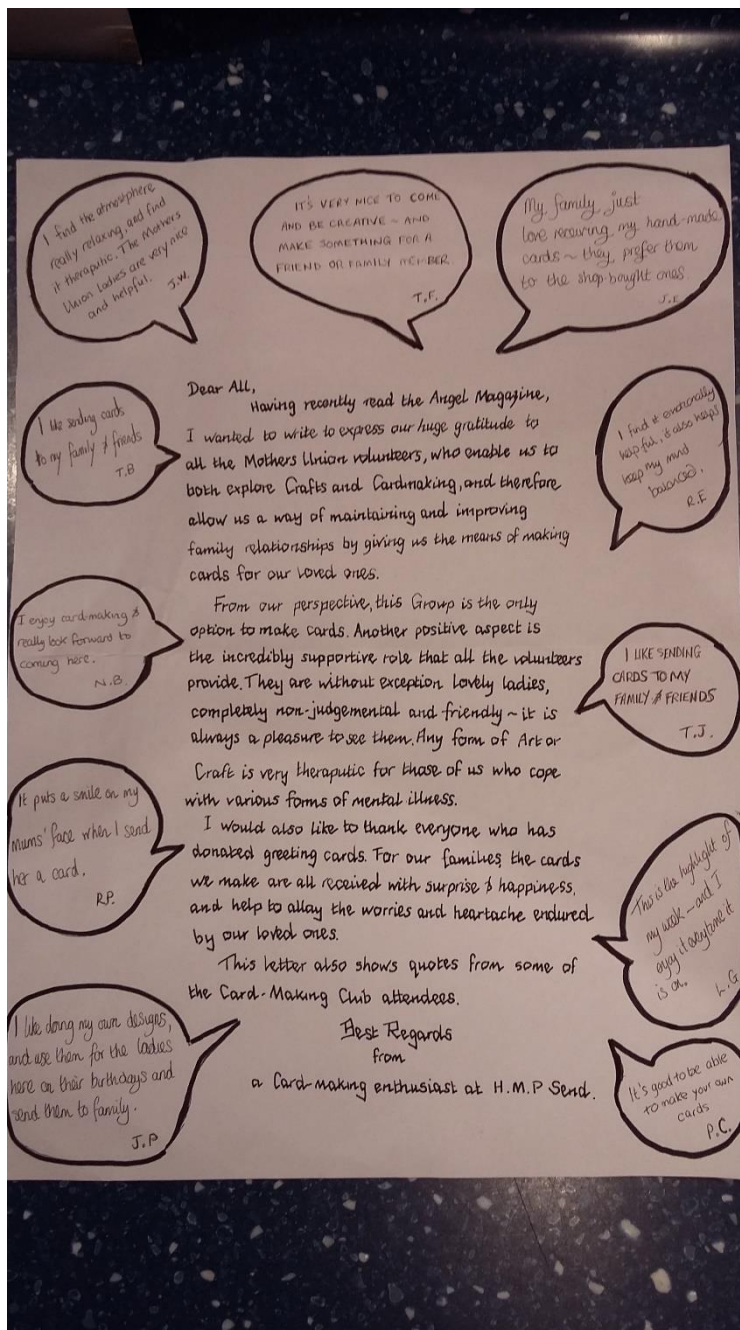 I find the atmosphere
really relaxing, and find
it theraputic. The Mothers
Union Ladies are very nice
and helpful.
J.W.
IT'S VERY NICE TO COME
AND BE CREATIVE ~ AND
MAKE SOMETHING FOR A
FRIEND OR FAMILY MEMBER.
T.F.
My family just
love receiving my hand-made
cards ~ they prefer them
to the shop bought ones.
J.E
I like sending cards
to my family & friends
T.B
I find it emotionally
helpful, it also helps
keep my mind
balanced.
R.E
Dear All,
Having recently read the Angel Magazine,
I wanted to write to express our huge gratitude to
all the Mothers Union volunteers, who enable us to
both explore Crafts and Cardmaking, and therefore
allow us a way of maintaining and improving
family relationships by giving us the means of making
cards for our loved ones.
From our perspective, this Group is the only
option to make cards. Another positive aspect is
the incredibly supportive role that all the volunteers
provide. They are without exception lovely ladies,
completely non-judgemental and friendly ~ it is
always a pleasure to see them. Any form of Art or
Craft is very theraputic for those of us who cope
with various forms of mental illness.
I would also like to thank everyone who has
donated greeting cards. For our families, the cards
we make are all received with surprise & happiness,
and help to allay the worries and heartache endured
by our loved ones.
This letter also shows quotes from some of
the Card-Making Club attendees.
Best Regards
from
a Card-making enthusiast at H.M.P Send.
I enjoy card-making &
really look forward to
coming here.
N.B.
I LIKE SENDING
CARDS TO MY
FAMILY & FRIENDS
T.J.
It puts a smile on my
mums' face when I send
her a card.
R.P.
This is the highlight of
my week ~ and I
enjoy it everytime it
is on.
L.G
I like doing my own designs,
and use them for the ladies
here on their birthdays and
send them to family.
J.P
It's good to be able
to make your own
cards
P.C.